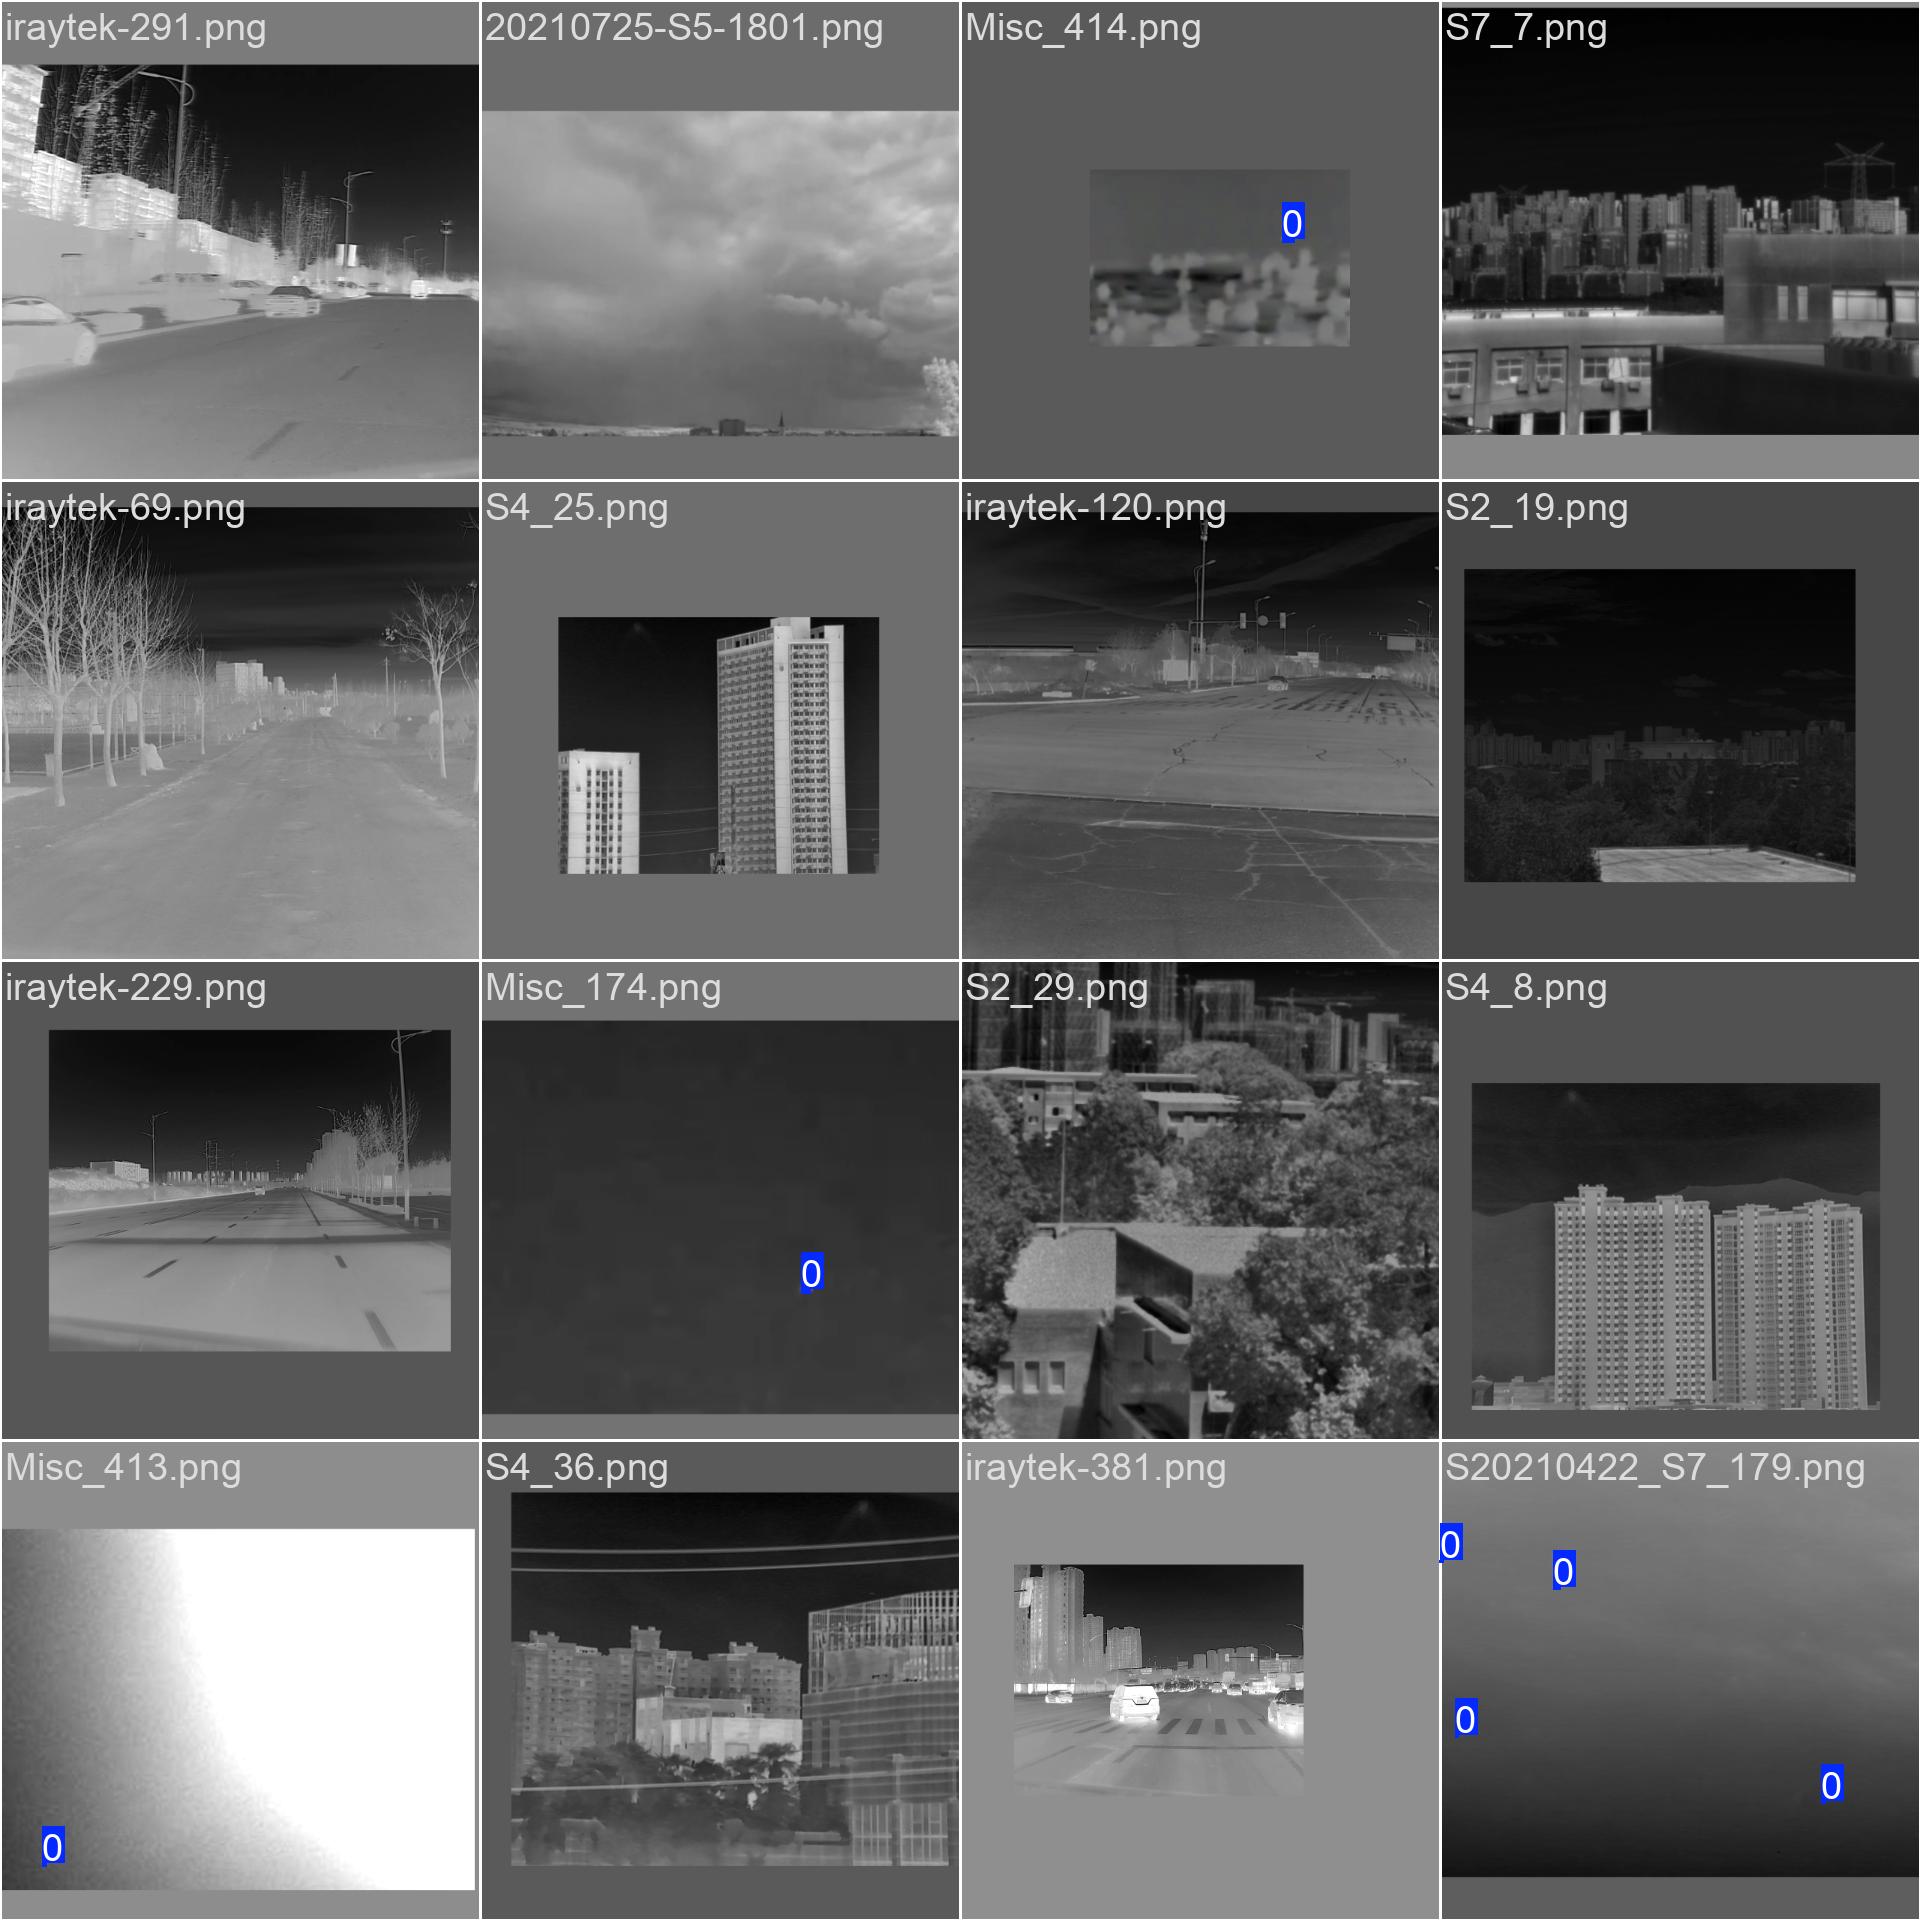 iraytek-291.png
20210725-S5-1801.png
Misc_414.png
S7_7.png
0
iraytek-69.png
S4_25.png
iraytek-120.png
S2_19.png
iraytek-229.png
Misc_174.png
S2_29.png
S4_8.png
0
Misc_413.png
S4_36.png
iraytek-381.png
S20210422_S7_179.png
0
0
0
0
0